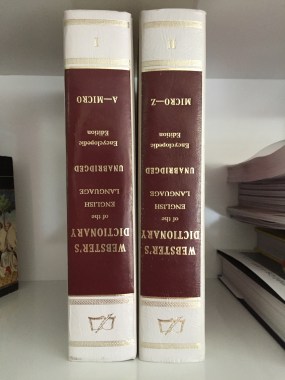 WEBSTER'S
DICTIONARY
of the
ENGLISH
LANGUAGE
UNABRIDGED
Encyclopedic
Edition
A—MICRO
I
WEBSTER'S
DICTIONARY
of the
ENGLISH
LANGUAGE
UNABRIDGED
Encyclopedic
Edition
MICRO—Z
II